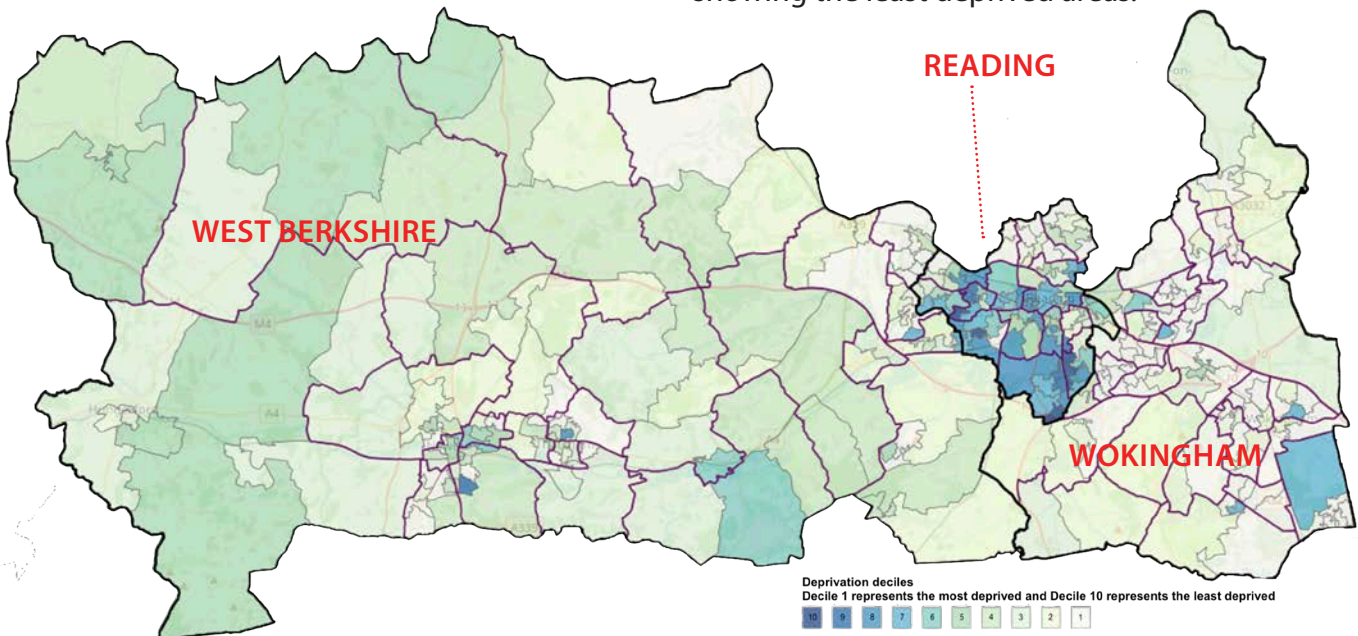 showing the least deprived areas.
READING
WEST BERKSHIRE
M4
A4
WOKINGHAM
Deprivation deciles
Decile 1 represents the most deprived and Decile 10 represents the least deprived
10 9 8 7 6 5 4 3 2 1